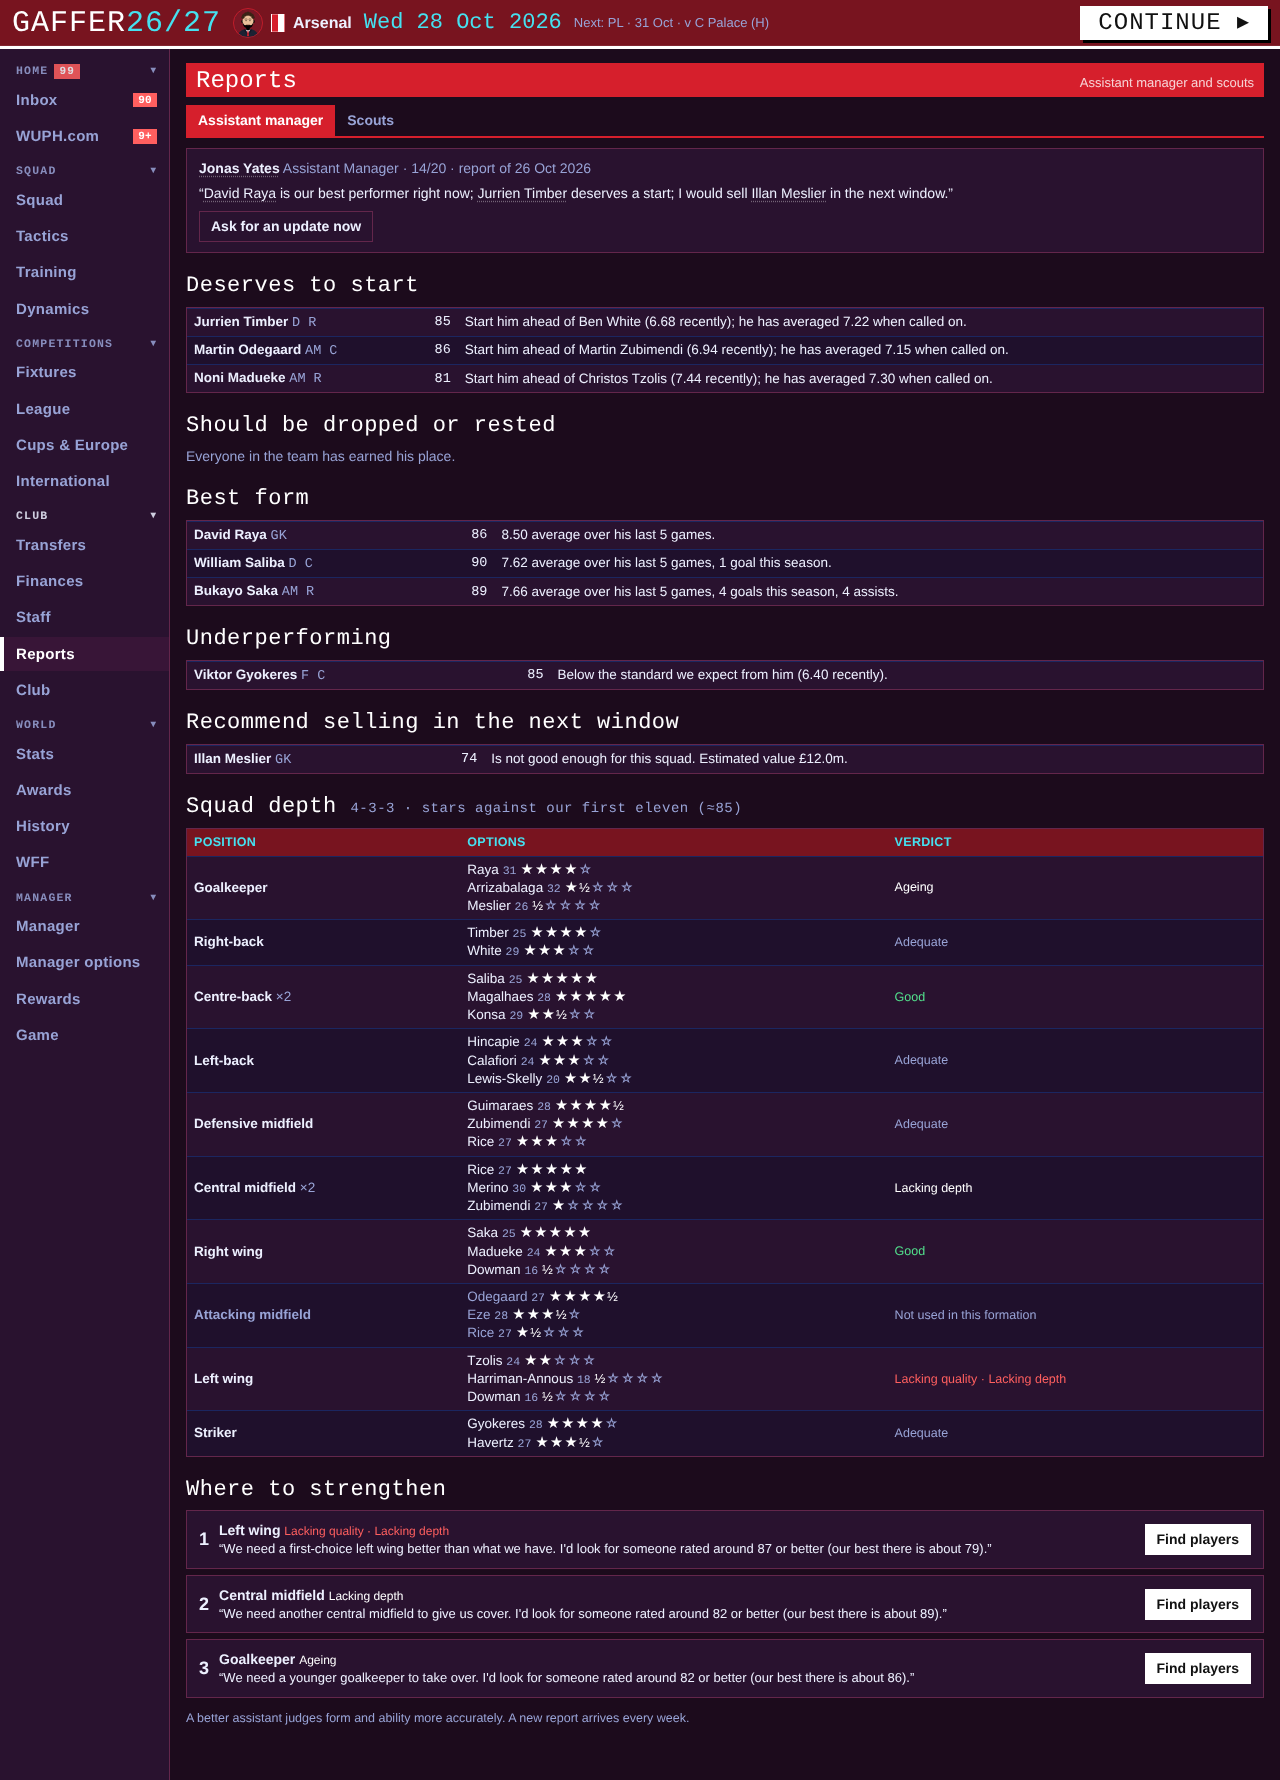 GAFFER26/27 Arsenal Wed 28 Oct 2026 Next: PL · 31 Oct · v C Palace (H) CONTINUE ►
HOME 99 ▼
Inbox 90
WUPH.com 9+
SQUAD ▼
Squad
Tactics
Training
Dynamics
COMPETITIONS ▼
Fixtures
League
Cups & Europe
International
CLUB ▼
Transfers
Finances
Staff
Reports
Club
WORLD ▼
Stats
Awards
History
WFF
MANAGER ▼
Manager
Manager options
Rewards
Game
Reports Assistant manager and scouts
Assistant manager Scouts
Jonas Yates Assistant Manager · 14/20 · report of 26 Oct 2026
“David Raya is our best performer right now; Jurrien Timber deserves a start; I would sell Illan Meslier in the next window.”
Ask for an update now
Deserves to start
Jurrien Timber D R 85 Start him ahead of Ben White (6.68 recently); he has averaged 7.22 when called on.
Martin Odegaard AM C 86 Start him ahead of Martin Zubimendi (6.94 recently); he has averaged 7.15 when called on.
Noni Madueke AM R 81 Start him ahead of Christos Tzolis (7.44 recently); he has averaged 7.30 when called on.
Should be dropped or rested
Everyone in the team has earned his place.
Best form
David Raya GK 86 8.50 average over his last 5 games.
William Saliba D C 90 7.62 average over his last 5 games, 1 goal this season.
Bukayo Saka AM R 89 7.66 average over his last 5 games, 4 goals this season, 4 assists.
Underperforming
Viktor Gyokeres F C 85 Below the standard we expect from him (6.40 recently).
Recommend selling in the next window
Illan Meslier GK 74 Is not good enough for this squad. Estimated value £12.0m.
Squad depth 4-3-3 · stars against our first eleven (≈85)
POSITION OPTIONS VERDICT
Goalkeeper
Raya 31 ★★★★☆
Arrizabalaga 32 ★½☆☆☆
Meslier 26 ½☆☆☆☆
Ageing
Right-back
Timber 25 ★★★★☆
White 29 ★★★☆☆
Adequate
Centre-back ×2
Saliba 25 ★★★★★
Magalhaes 28 ★★★★★
Konsa 29 ★★½☆☆
Good
Left-back
Hincapie 24 ★★★☆☆
Calafiori 24 ★★★☆☆
Lewis-Skelly 20 ★★½☆☆
Adequate
Defensive midfield
Guimaraes 28 ★★★★½
Zubimendi 27 ★★★★☆
Rice 27 ★★★☆☆
Adequate
Central midfield ×2
Rice 27 ★★★★★
Merino 30 ★★★☆☆
Zubimendi 27 ★☆☆☆☆
Lacking depth
Right wing
Saka 25 ★★★★★
Madueke 24 ★★★☆☆
Dowman 16 ½☆☆☆☆
Good
Attacking midfield
Odegaard 27 ★★★★½
Eze 28 ★★★½☆
Rice 27 ★½☆☆☆
Not used in this formation
Left wing
Tzolis 24 ★★☆☆☆
Harriman-Annous 18 ½☆☆☆☆
Dowman 16 ½☆☆☆☆
Lacking quality · Lacking depth
Striker
Gyokeres 28 ★★★★☆
Havertz 27 ★★★½☆
Adequate
Where to strengthen
1 Left wing Lacking quality · Lacking depth
“We need a first-choice left wing better than what we have. I'd look for someone rated around 87 or better (our best there is about 79).”
Find players
2 Central midfield Lacking depth
“We need another central midfield to give us cover. I'd look for someone rated around 82 or better (our best there is about 89).”
Find players
3 Goalkeeper Ageing
“We need a younger goalkeeper to take over. I'd look for someone rated around 82 or better (our best there is about 86).”
Find players
A better assistant judges form and ability more accurately. A new report arrives every week.